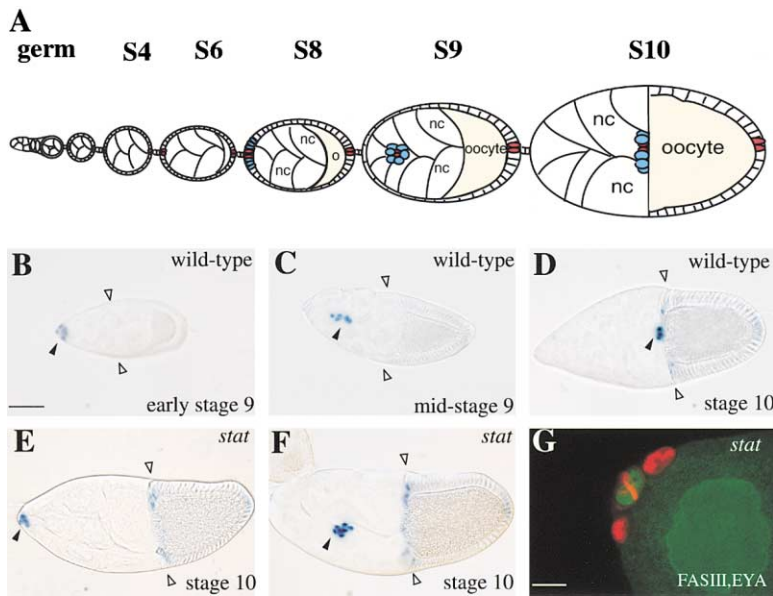 A
germ S4 S6 S8 S9 S10
nc nc o
nc nc oocyte
nc nc oocyte
B wild-type early stage 9
C wild-type mid-stage 9
D wild-type stage 10
E stat stage 10
F stat stage 10
G stat FASIII,EYA